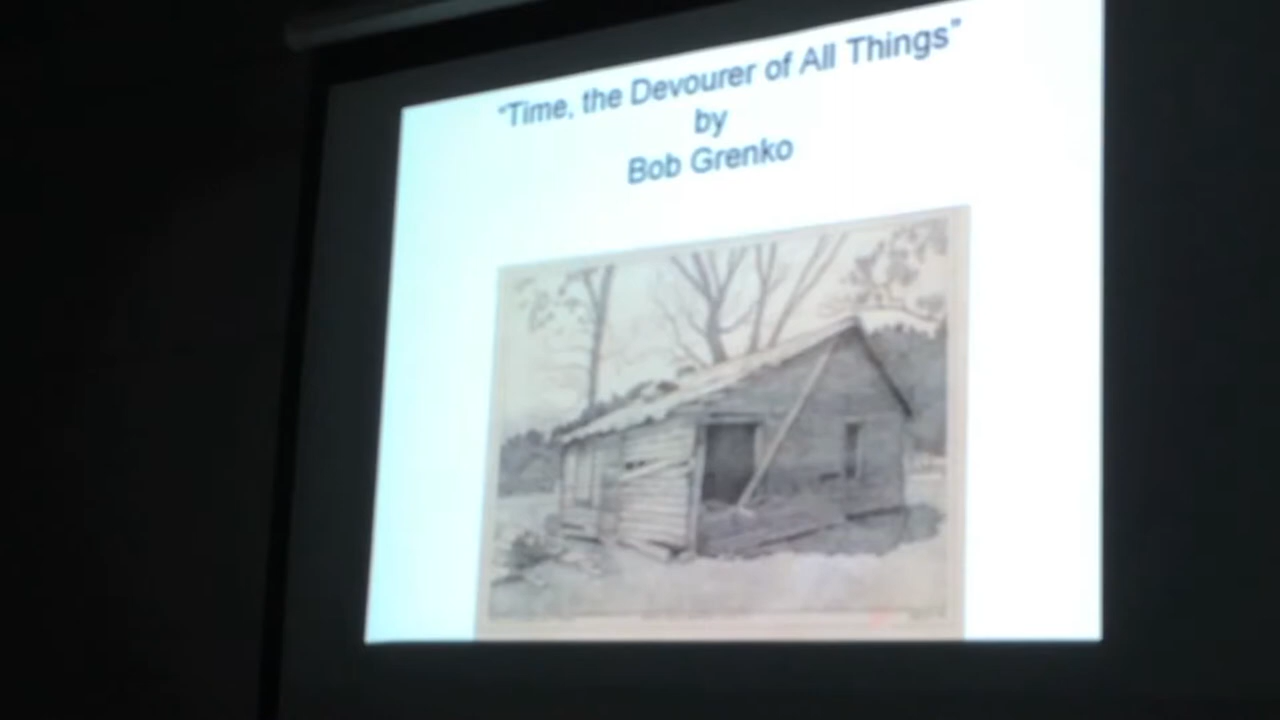 “Time, the Devourer of All Things”
by
Bob Grenko